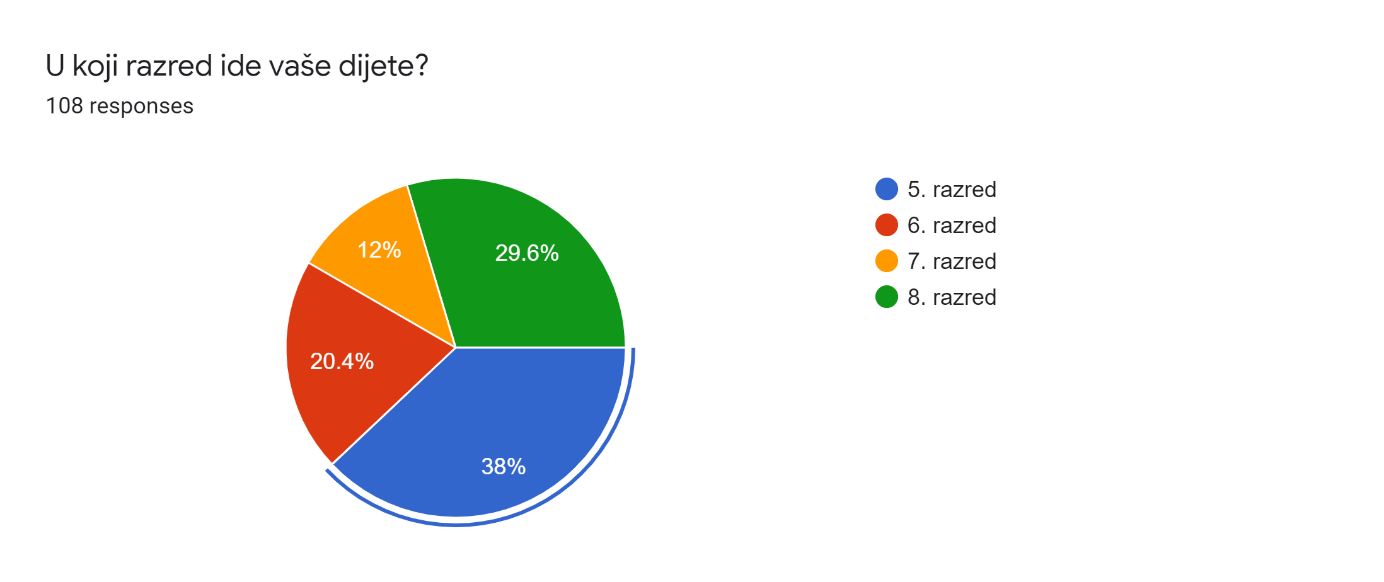 U koji razred ide vaše dijete?
108 responses
12%
29.6%
20.4%
38%
5. razred
6. razred
7. razred
8. razred